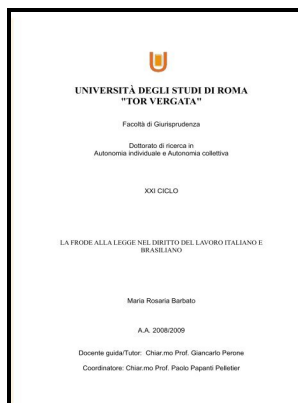 UNIVERSITÀ DEGLI STUDI DI ROMA
"TOR VERGATA"
Facoltà di Giurisprudenza
Dottorato di ricerca in
Autonomia individuale e Autonomia collettiva
XXI CICLO
LA FRODE ALLA LEGGE NEL DIRITTO DEL LAVORO ITALIANO E
BRASILIANO
Maria Rosaria Barbato
A.A. 2008/2009
Docente guida/Tutor: Chiar.mo Prof. Giancarlo Perone
Coordinatore: Chiar.mo Prof. Paolo Papanti Pelletier